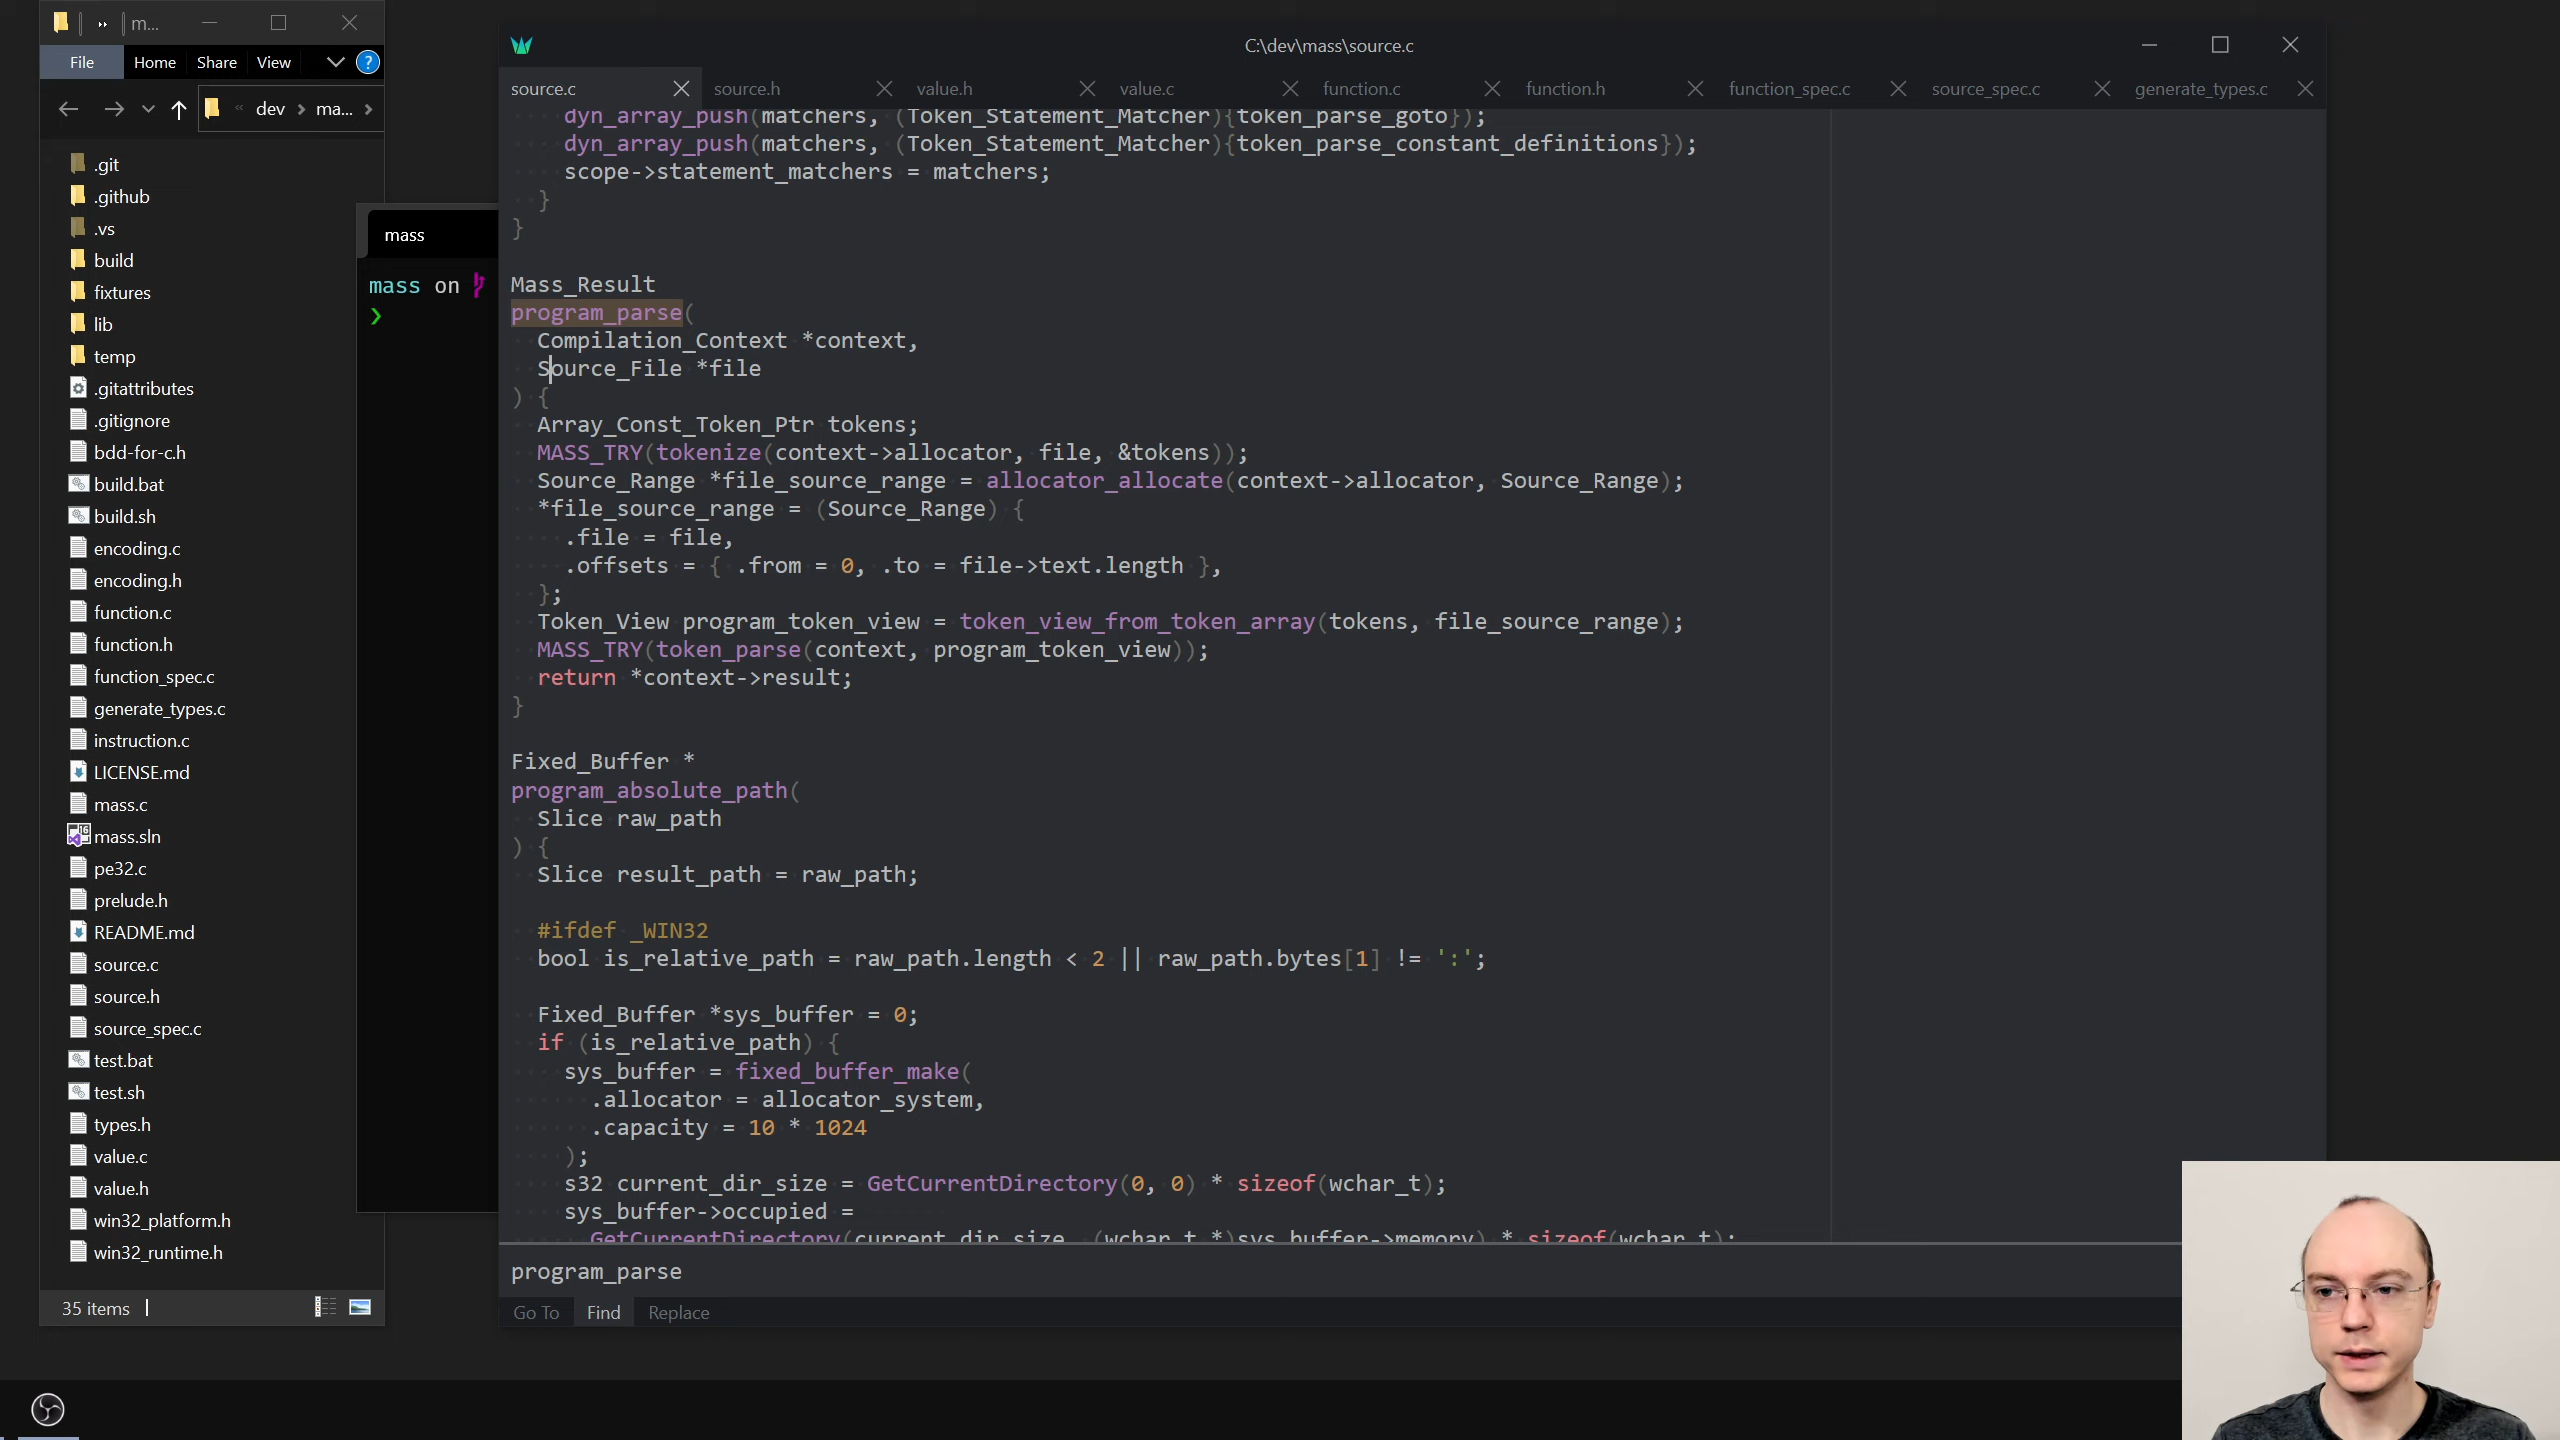 m...
File
Home
Share
View
?
dev
ma...
.git
.github
.vs
build
fixtures
lib
temp
.gitattributes
.gitignore
bdd-for-c.h
build.bat
build.sh
encoding.c
encoding.h
function.c
function.h
function_spec.c
generate_types.c
instruction.c
LICENSE.md
mass.c
mass.sln
pe32.c
prelude.h
README.md
source.c
source.h
source_spec.c
test.bat
test.sh
types.h
value.c
value.h
win32_platform.h
win32_runtime.h
35 items
mass
mass on
❯
C:\dev\mass\source.c
source.c
source.h
value.h
value.c
function.c
function.h
function_spec.c
source_spec.c
generate_types.c
dyn_array_push(matchers, (Token_Statement_Matcher){token_parse_goto});
dyn_array_push(matchers, (Token_Statement_Matcher){token_parse_constant_definitions});
scope->statement_matchers = matchers;
}
}
Mass_Result
program_parse(
Compilation_Context *context,
Source_File *file
) {
Array_Const_Token_Ptr tokens;
MASS_TRY(tokenize(context->allocator, file, &tokens));
Source_Range *file_source_range = allocator_allocate(context->allocator, Source_Range);
*file_source_range = (Source_Range) {
.file = file,
.offsets = { .from = 0, .to = file->text.length },
};
Token_View program_token_view = token_view_from_token_array(tokens, file_source_range);
MASS_TRY(token_parse(context, program_token_view));
return *context->result;
}
Fixed_Buffer *
program_absolute_path(
Slice raw_path
) {
Slice result_path = raw_path;
#ifdef _WIN32
bool is_relative_path = raw_path.length < 2 || raw_path.bytes[1] != ':';
Fixed_Buffer *sys_buffer = 0;
if (is_relative_path) {
sys_buffer = fixed_buffer_make(
.allocator = allocator_system,
.capacity = 10 * 1024
);
s32 current_dir_size = GetCurrentDirectory(0, 0) * sizeof(wchar_t);
sys_buffer->occupied =
GetCurrentDirectory(current_dir_size, (wchar_t *)sys_buffer->memory) * sizeof(wchar_t);
program_parse
Go To
Find
Replace